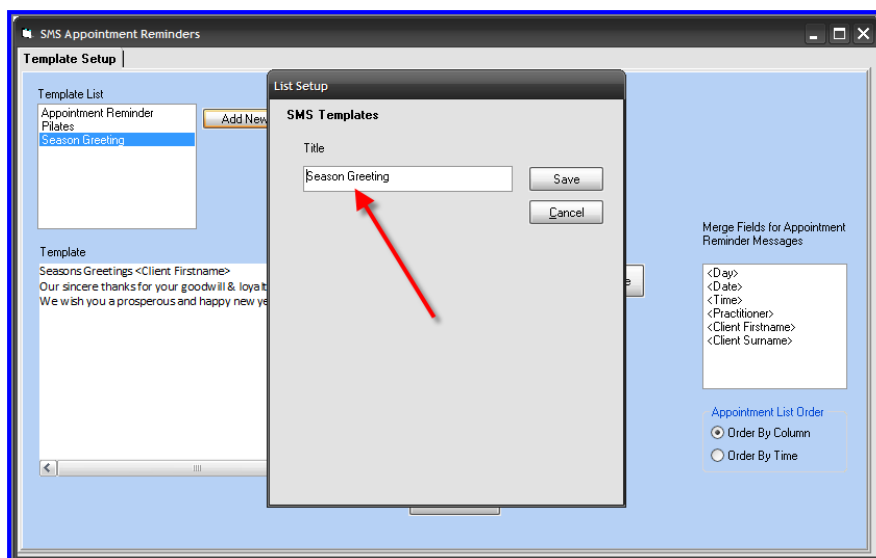 SMS Appointment Reminders
Template Setup
Template List
Appointment Reminder
Pilates
Season Greeting
Add New
List Setup
SMS Templates
Title
Season Greeting
Save
Cancel
Template
Seasons Greetings <Client Firstname>
Our sincere thanks for your goodwill & loyalt
We wish you a prosperous and happy new ye
e
Merge Fields for Appointment
Reminder Messages
<Day>
<Date>
<Time>
<Practitioner>
<Client Firstname>
<Client Surname>
Appointment List Order
Order By Column
Order By Time